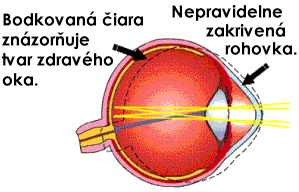 Bodkovaná čiara
znázorňuje
tvar zdravého
oka.
Nepravidelne
zakrivená
rohovka.